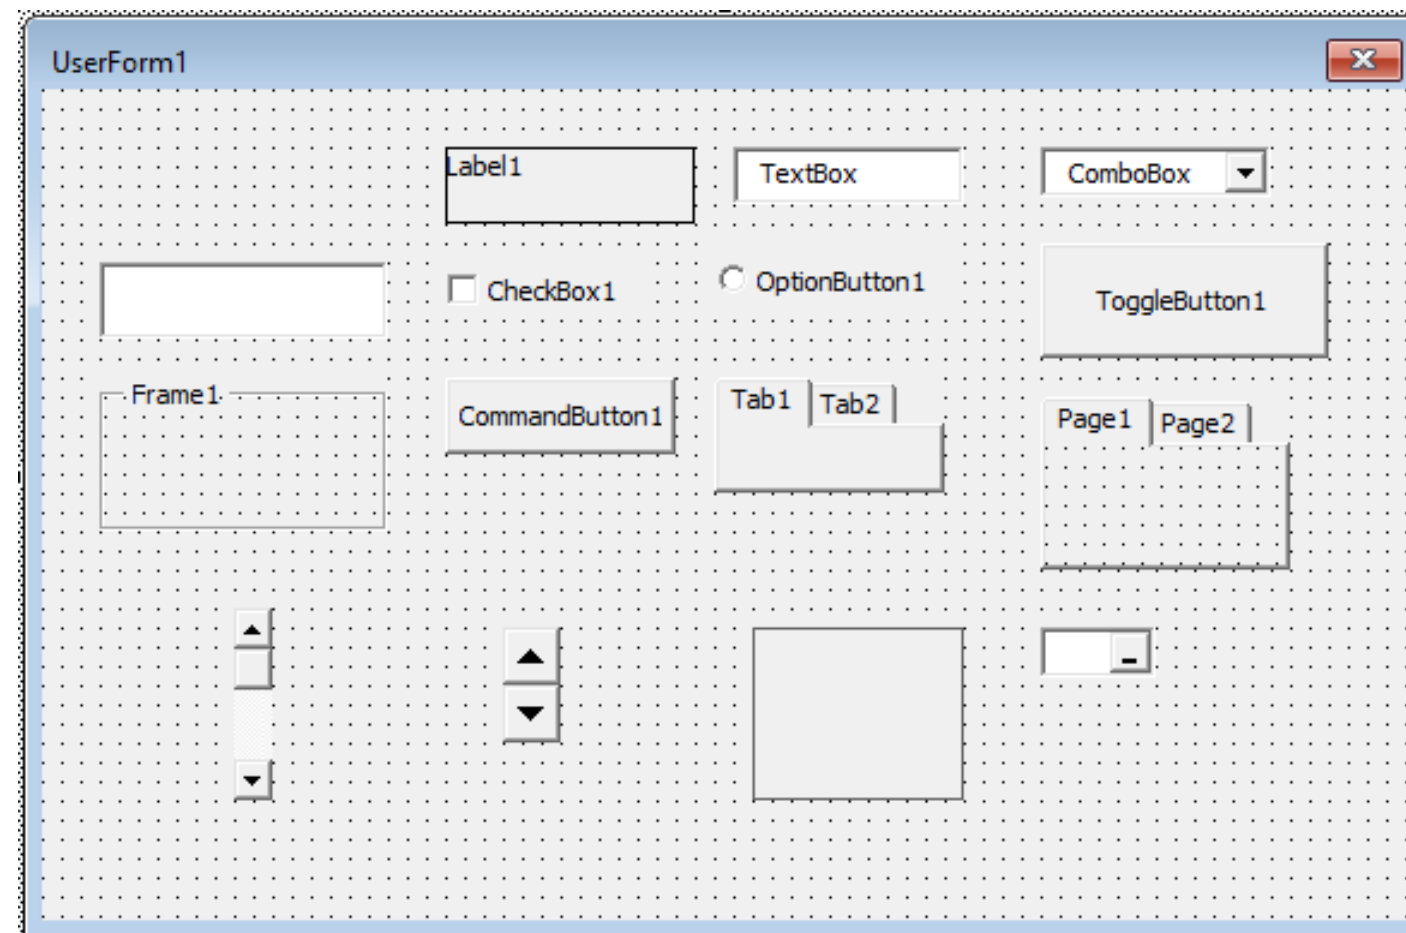 UserForm1
Label1
TextBox
ComboBox
CheckBox1
OptionButton1
ToggleButton1
Frame1
CommandButton1
Tab1 Tab2
Page1 Page2